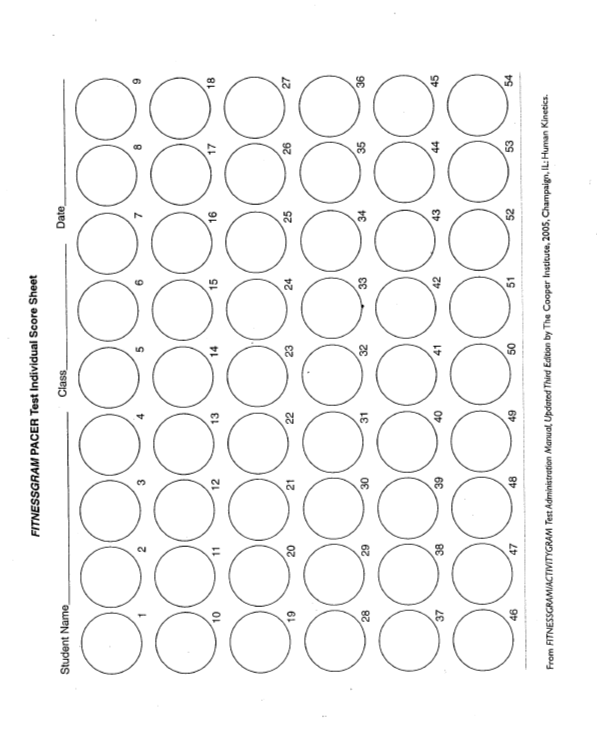 FITNESSGRAM PACER Test Individual Score Sheet
Student Name Class Date
1 2 3 4 5 6 7 8 9
10 11 12 13 14 15 16 17 18
19 20 21 22 23 24 25 26 27
28 29 30 31 32 33 34 35 36
37 38 39 40 41 42 43 44 45
46 47 48 49 50 51 52 53 54
From FITNESSGRAM/ACTIVITYGRAM Test Administration Manual, Updated Third Edition by The Cooper Institute, 2005, Champaign, IL: Human Kinetics.